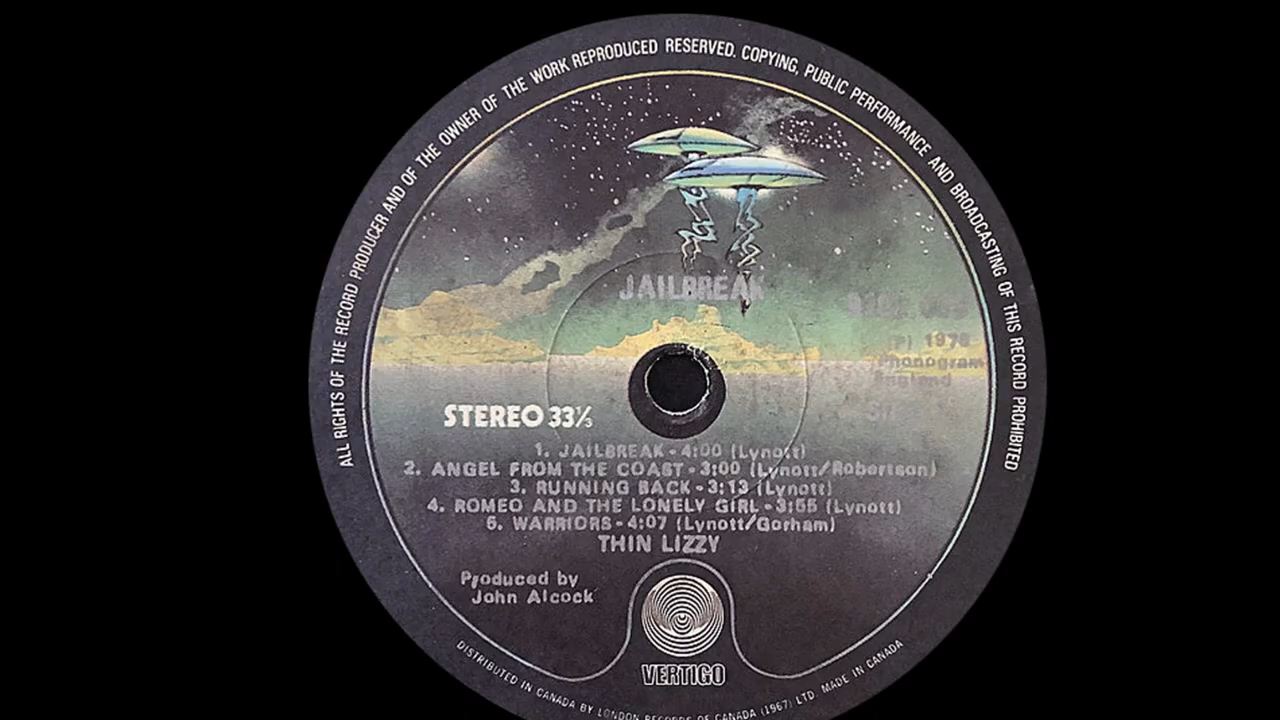 ALL RIGHTS OF THE RECORD PRODUCER AND OF THE OWNER OF THE WORK REPRODUCED RESERVED. COPYING, PUBLIC PERFORMANCE AND BROADCASTING OF THIS RECORD PROHIBITED
JAILBREAK
(P) 1976
Phonogram
England
STEREO 33⅓
1. JAILBREAK - 4:00 (Lynott)
2. ANGEL FROM THE COAST - 3:00 (Lynott/Robertson)
3. RUNNING BACK - 3:13 (Lynott)
4. ROMEO AND THE LONELY GIRL - 3:55 (Lynott)
5. WARRIORS - 4:07 (Lynott/Gorham)
THIN LIZZY
Produced by
John Alcock
VERTIGO
DISTRIBUTED IN CANADA BY LONDON RECORDS OF CANADA (1967) LTD. MADE IN CANADA